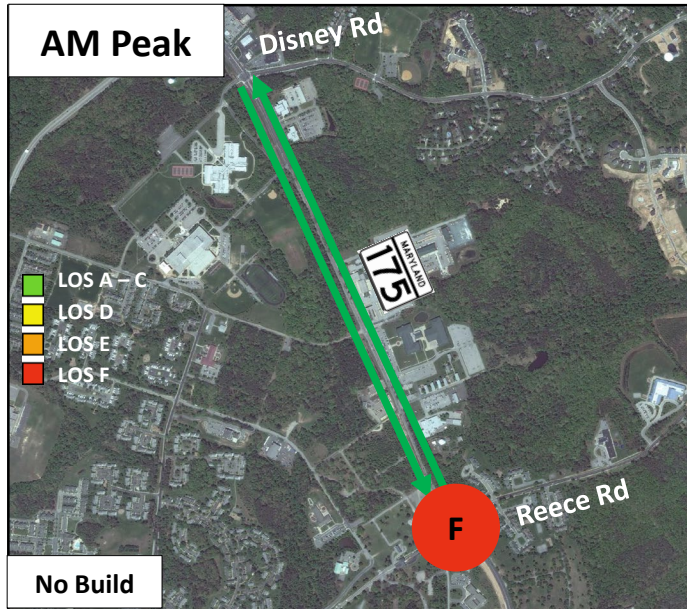 AM Peak
Disney Rd
MARYLAND
175
LOS A – C
LOS D
LOS E
LOS F
Reece Rd
F
No Build